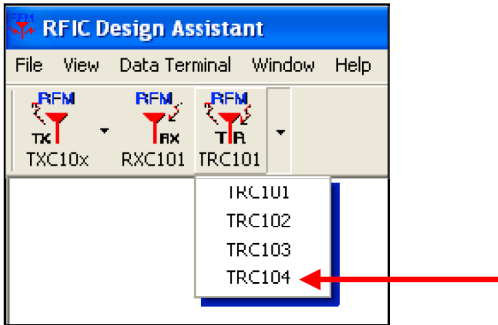 RFIC Design Assistant
File View Data Terminal Window Help
RFM RFM RFM
TX RX TR
TXC10x RXC101 TRC101
TRC101
TRC102
TRC103
TRC104